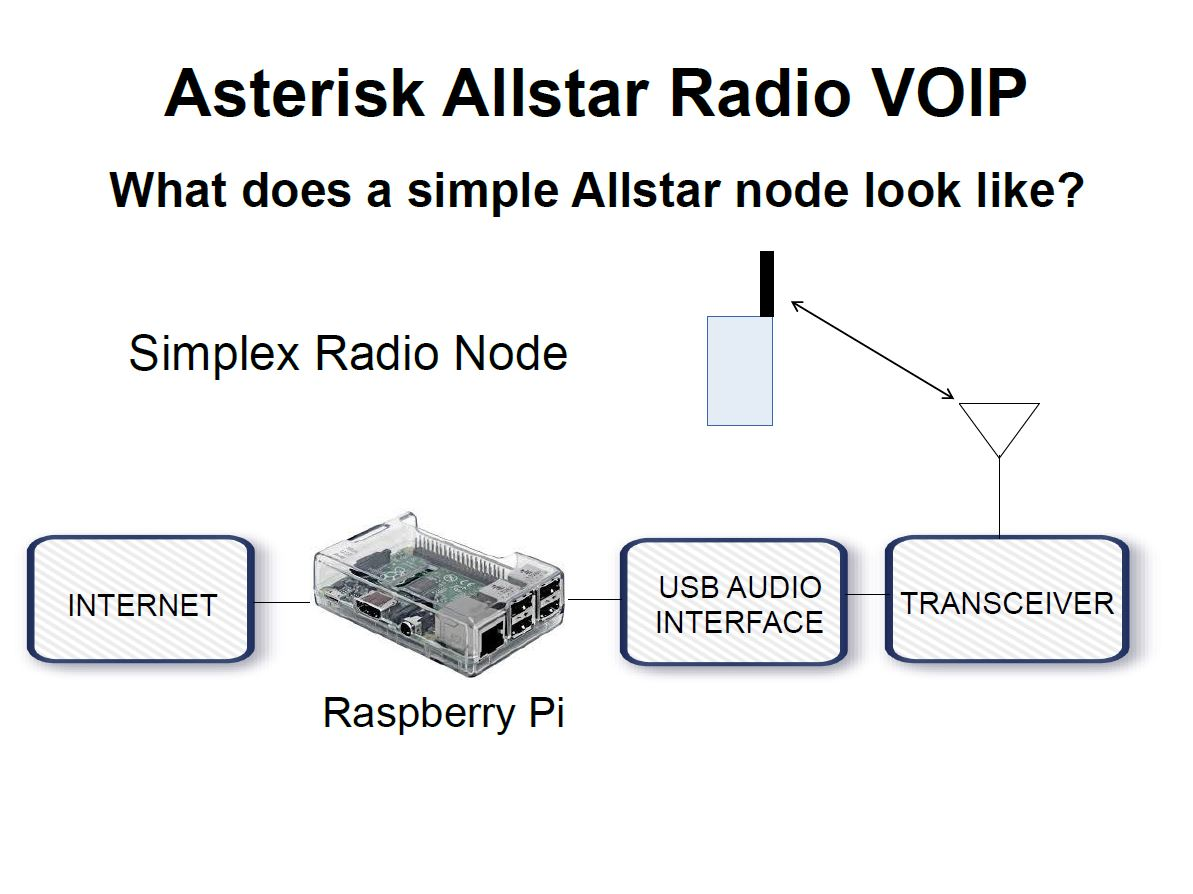 Asterisk Allstar Radio VOIP
What does a simple Allstar node look like?
Simplex Radio Node
INTERNET
USB AUDIO
INTERFACE
TRANSCEIVER
Raspberry Pi